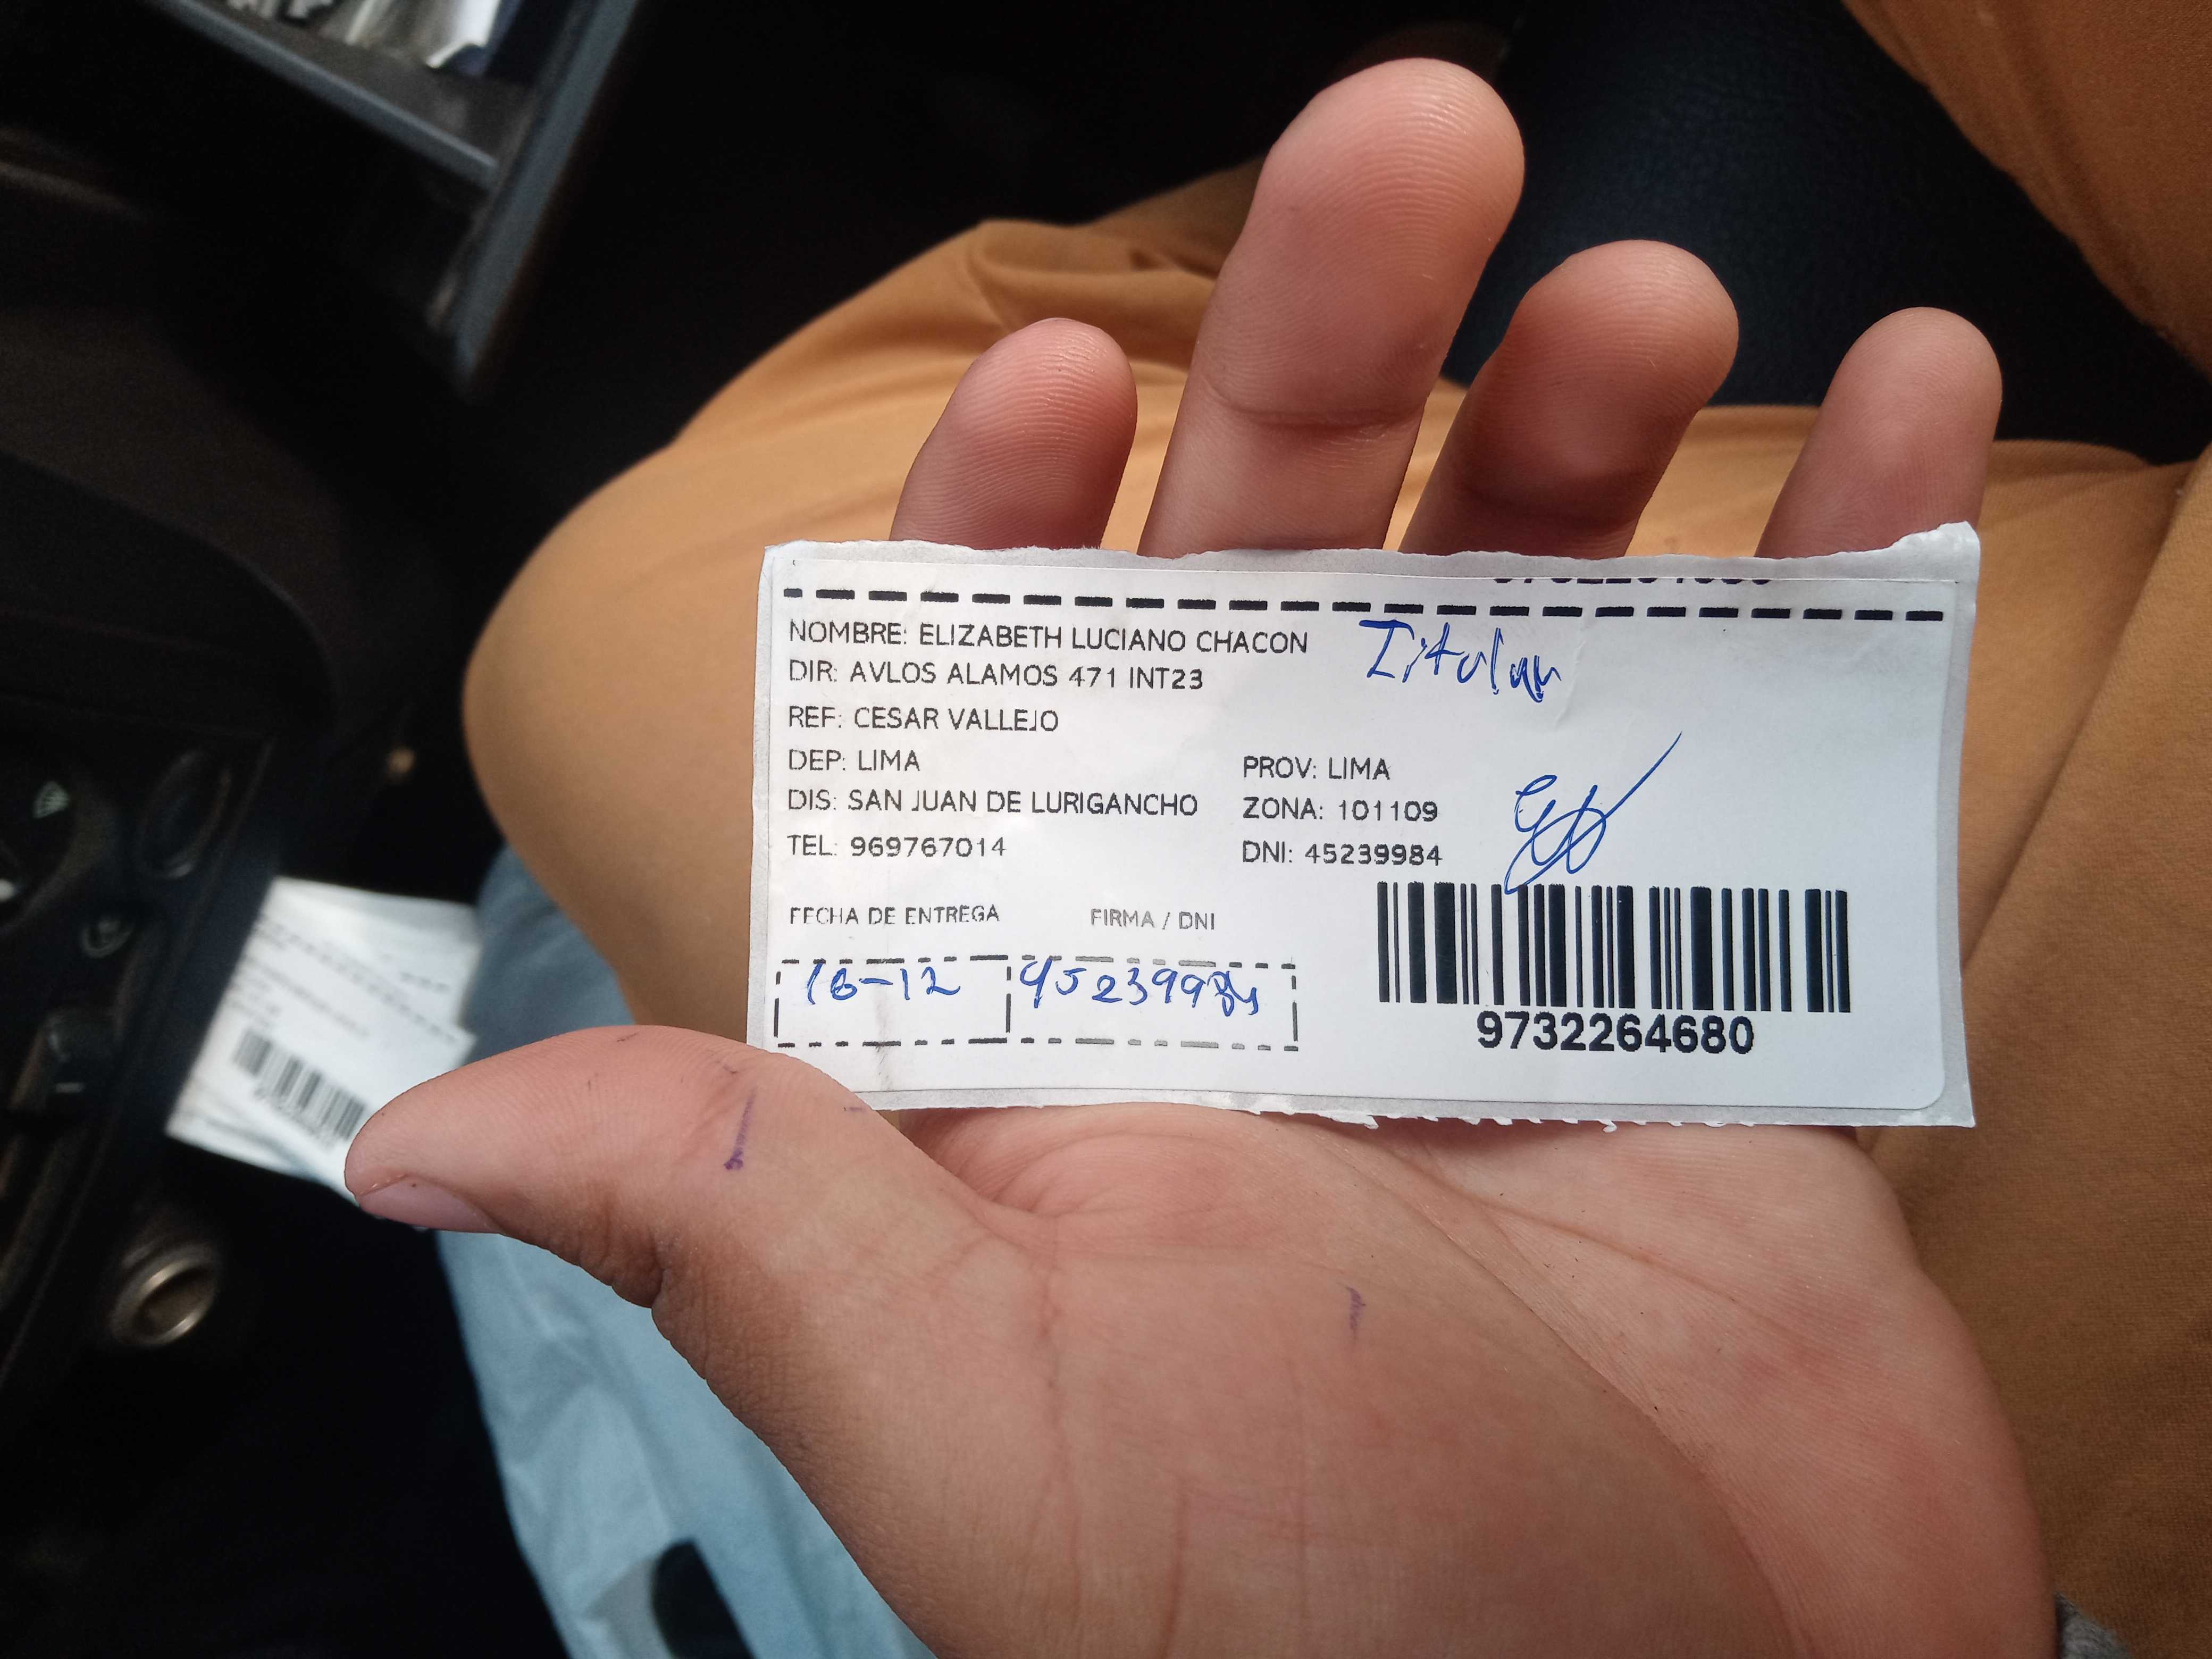 NOMBRE: ELIZABETH LUCIANO CHACON
Titular
DIR: AVLOS ALAMOS 471 INT23
REF: CESAR VALLEJO
DEP: LIMA
PROV: LIMA
DIS: SAN JUAN DE LURIGANCHO
ZONA: 101109
TEL: 969767014
DNI: 45239984
FECHA DE ENTREGA
FIRMA / DNI
16-12
45239984
9732264680